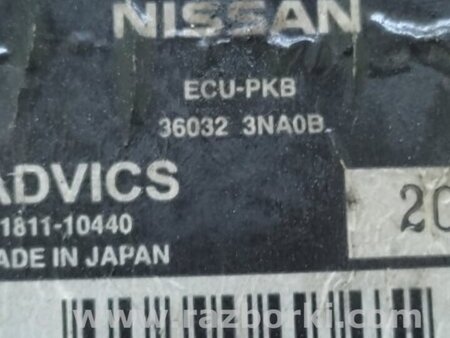 NISSAN
ECU-PKB
36032 3NA0B
ADVICS
1811-10440
ADE IN JAPAN
20
www.razborki.com